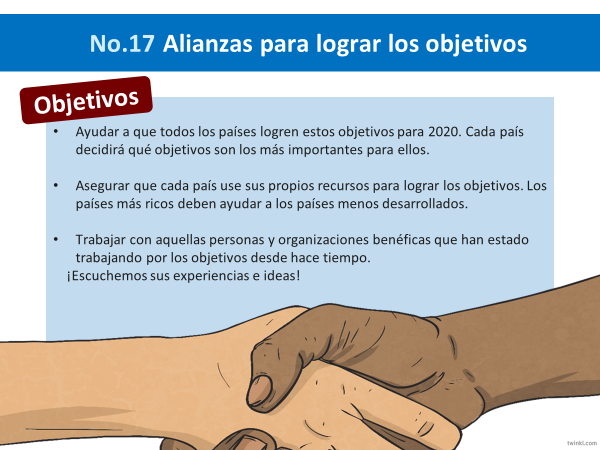 No.17 Alianzas para lograr los objetivos
Objetivos
• Ayudar a que todos los países logren estos objetivos para 2020. Cada país
decidirá qué objetivos son los más importantes para ellos.
• Asegurar que cada país use sus propios recursos para lograr los objetivos. Los
países más ricos deben ayudar a los países menos desarrollados.
• Trabajar con aquellas personas y organizaciones benéficas que han estado
trabajando por los objetivos desde hace tiempo.
¡Escuchemos sus experiencias e ideas!
twinkl.com